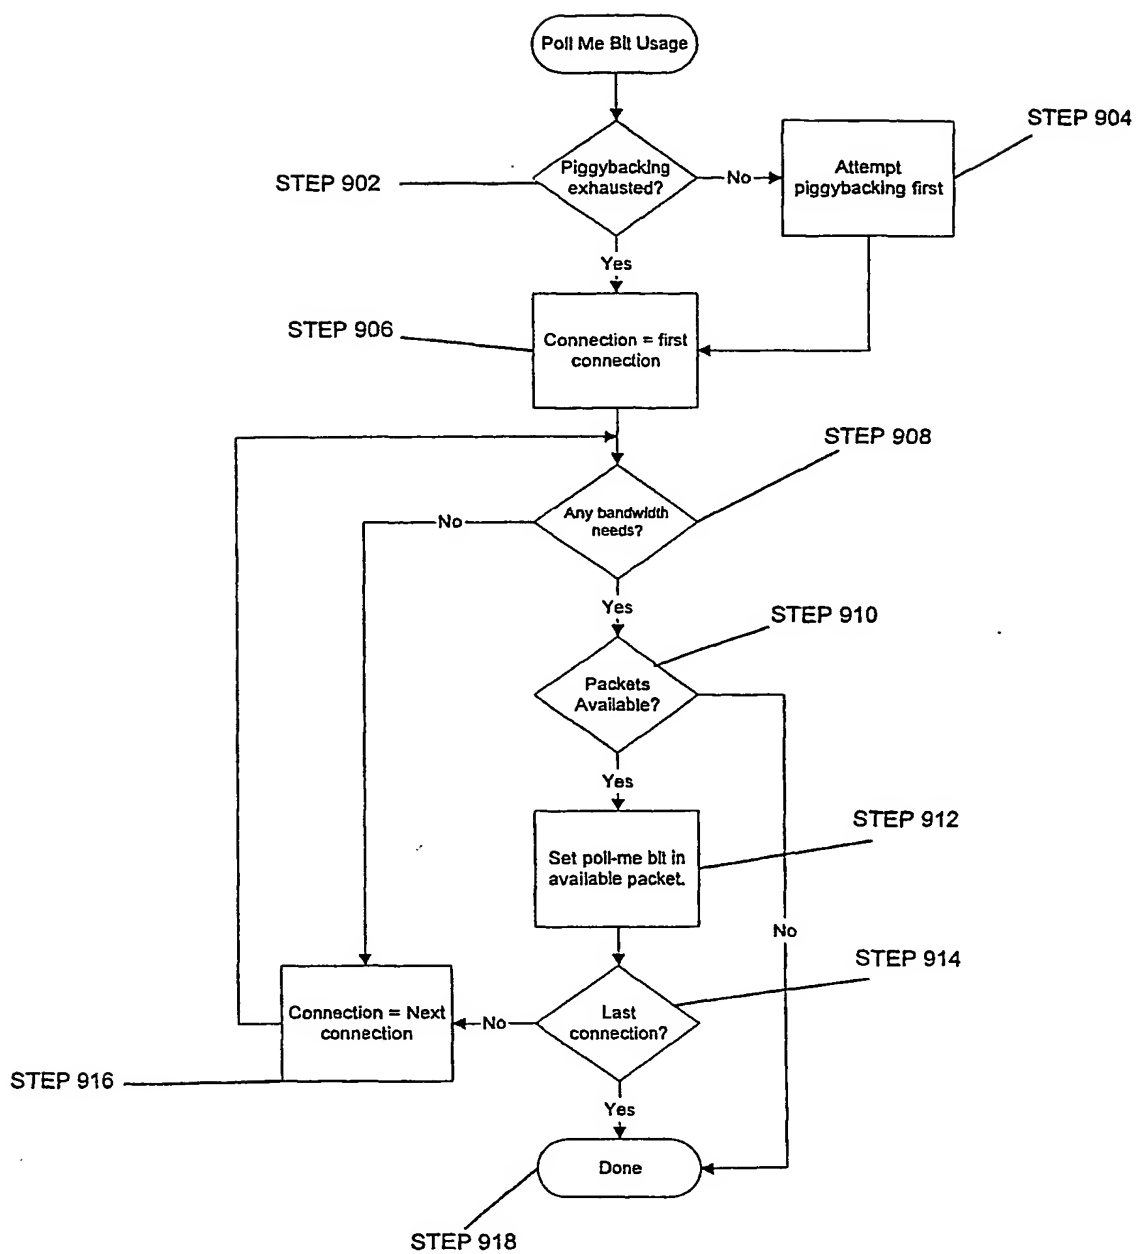 Poll Me Bit Usage
STEP 904
Piggybacking
exhausted?
No
Attempt
piggybacking first
STEP 902
Yes
STEP 906
Connection = first
connection
STEP 908
No
Any bandwidth
needs?
Yes
STEP 910
Packets
Available?
Yes
STEP 912
Set poll-me bit in
available packet.
No
STEP 914
Connection = Next
connection
No
Last
connection?
STEP 916
Yes
Done
STEP 918